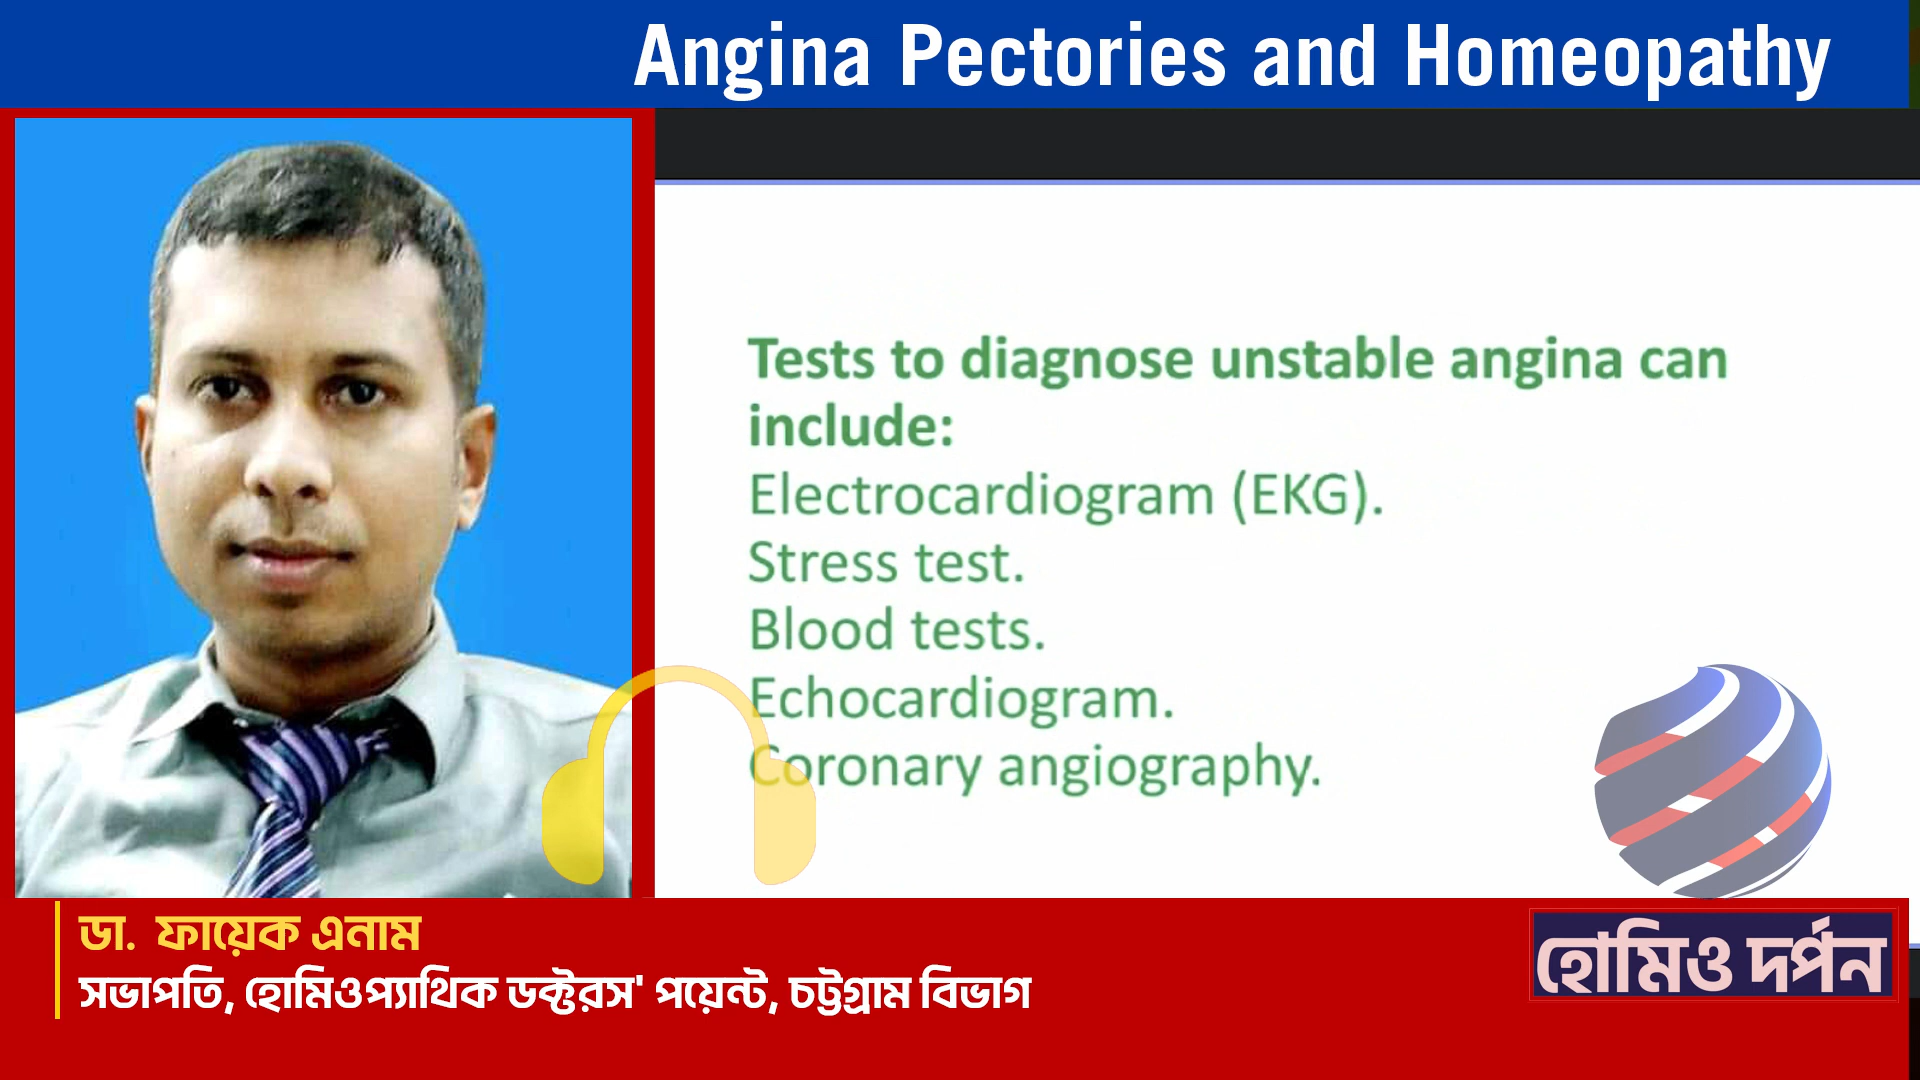 Angina Pectories and Homeopathy
Tests to diagnose unstable angina can
include:
Electrocardiogram (EKG).
Stress test.
Blood tests.
Echocardiogram.
Coronary angiography.
ডা. ফায়েক এনাম
সভাপতি, হোমিওপ্যাথিক ডক্টরস' পয়েন্ট, চট্টগ্রাম বিভাগ
হোমিও দর্পন